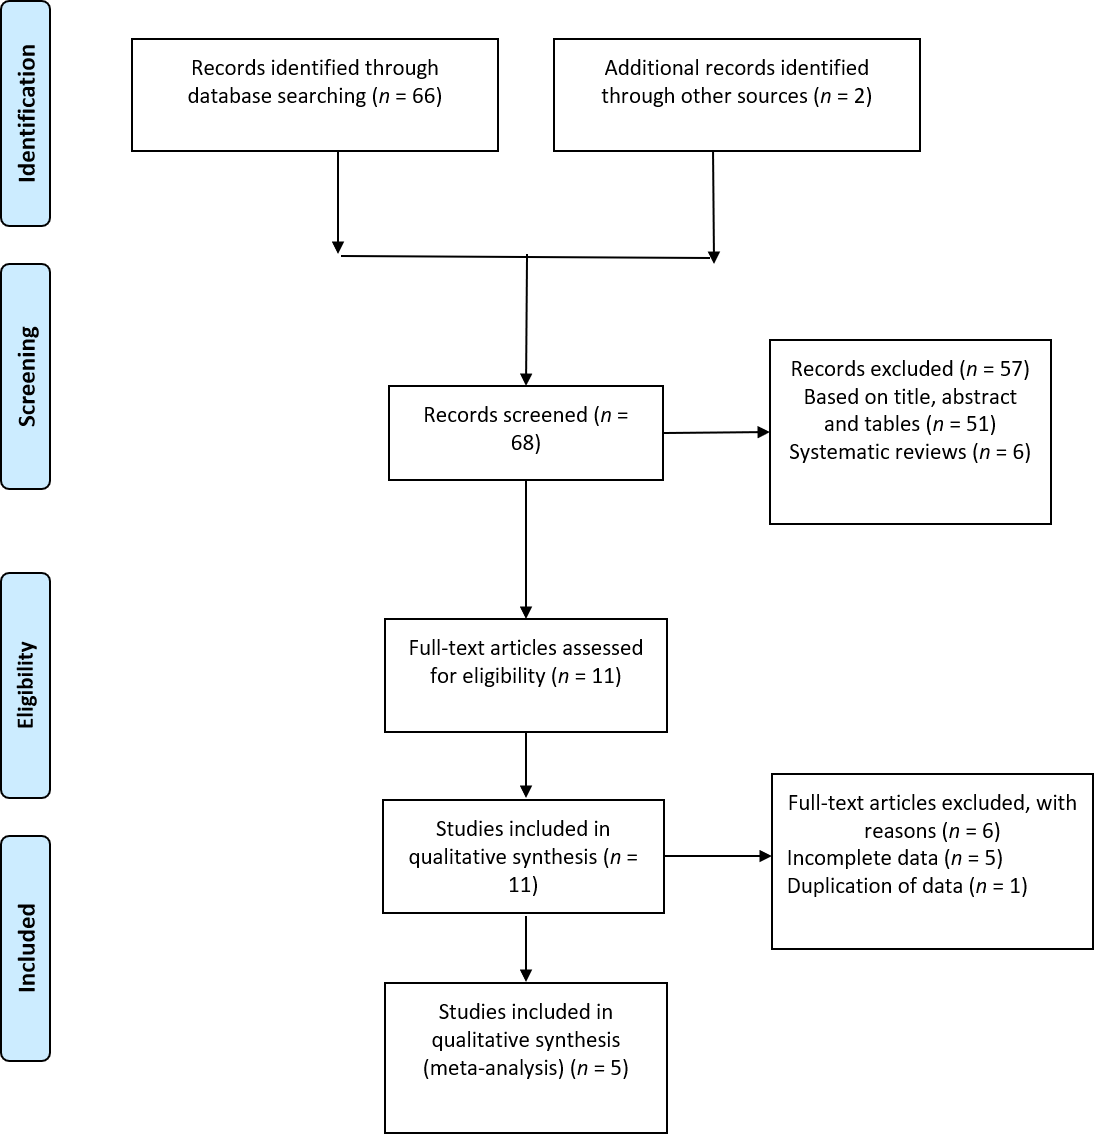 Identification
Records identified through
database searching (n = 66)
Additional records identified
through other sources (n = 2)
Screening
Records screened (n =
68)
Records excluded (n = 57)
Based on title, abstract
and tables (n = 51)
Systematic reviews (n = 6)
Eligibility
Full-text articles assessed
for eligibility (n = 11)
Studies included in
qualitative synthesis (n =
11)
Full-text articles excluded, with
reasons (n = 6)
Incomplete data (n = 5)
Duplication of data (n = 1)
Included
Studies included in
qualitative synthesis
(meta-analysis) (n = 5)